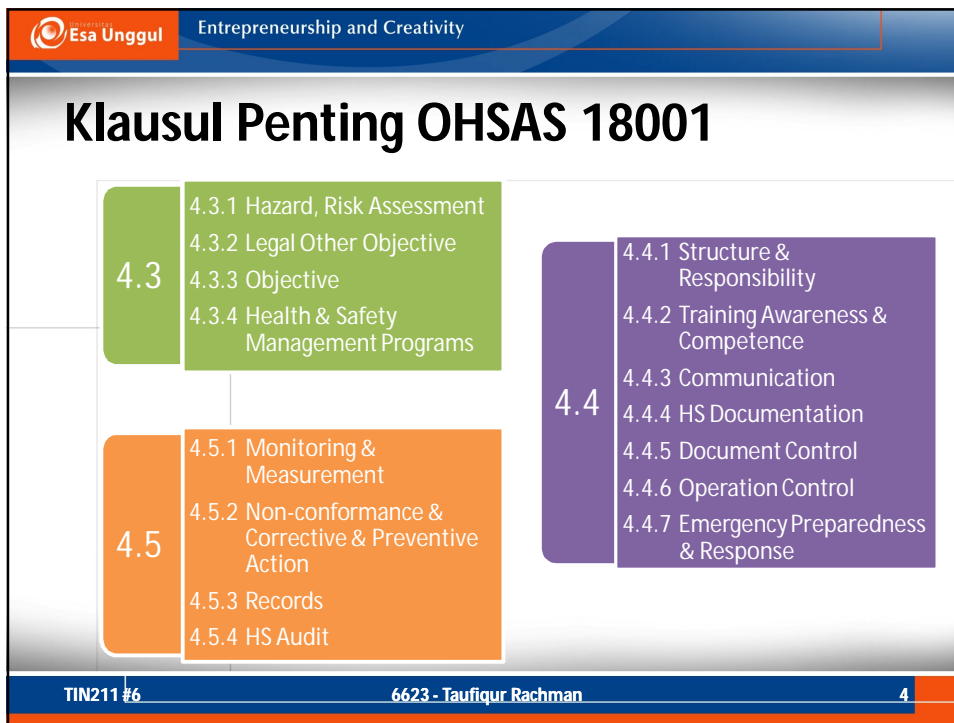 Universitas
Esa Unggul
Entrepreneurship and Creativity
Klausul Penting OHSAS 18001
4.3
4.3.1 Hazard, Risk Assessment
4.3.2 Legal Other Objective
4.3.3 Objective
4.3.4 Health & Safety
Management Programs
4.5
4.5.1 Monitoring &
Measurement
4.5.2 Non-conformance &
Corrective & Preventive
Action
4.5.3 Records
4.5.4 HS Audit
4.4
4.4.1 Structure &
Responsibility
4.4.2 Training Awareness &
Competence
4.4.3 Communication
4.4.4 HS Documentation
4.4.5 Document Control
4.4.6 Operation Control
4.4.7 Emergency Preparedness
& Response
TIN211 #6
6623 - Taufiqur Rachman
4